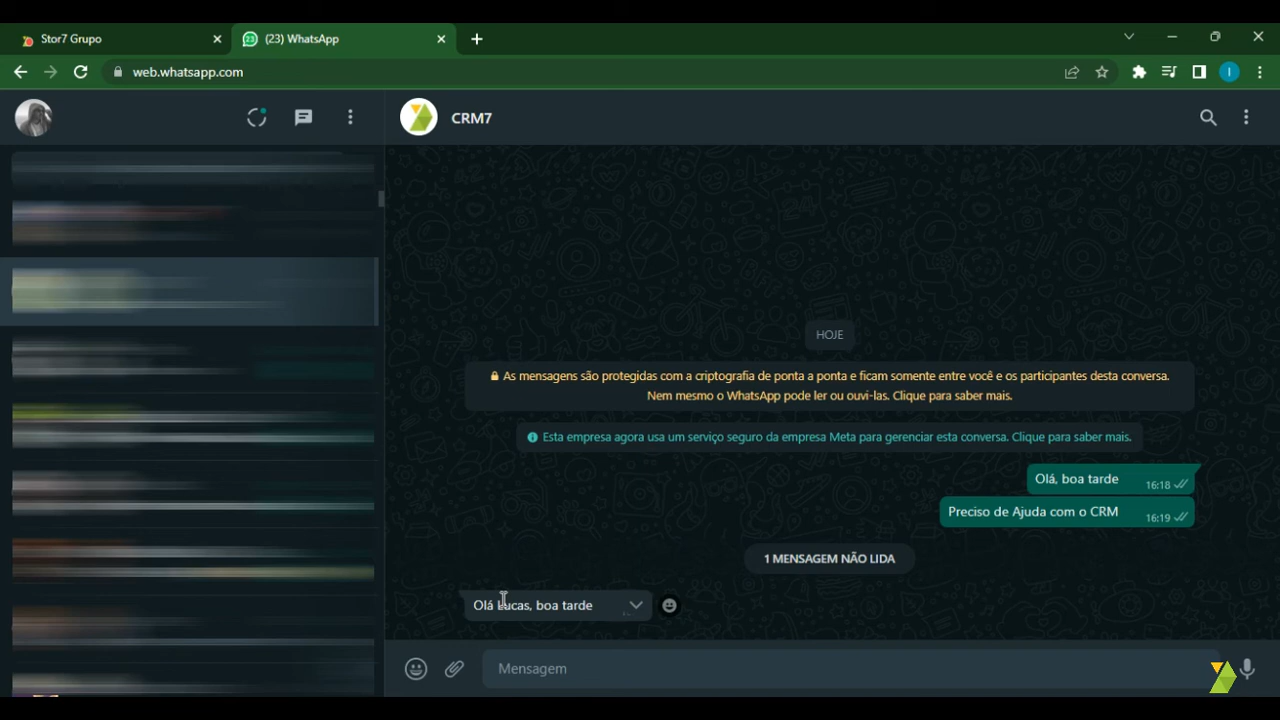 Stor7 Grupo
(23) WhatsApp
web.whatsapp.com
CRM7
HOJE
As mensagens são protegidas com a criptografia de ponta a ponta e ficam somente entre você e os participantes desta conversa.
Nem mesmo o WhatsApp pode ler ou ouvi-las. Clique para saber mais.
Esta empresa agora usa um serviço seguro da empresa Meta para gerenciar esta conversa. Clique para saber mais.
Olá, boa tarde 16:18
Preciso de Ajuda com o CRM 16:19
1 MENSAGEM NÃO LIDA
Olá Lucas, boa tarde
Mensagem